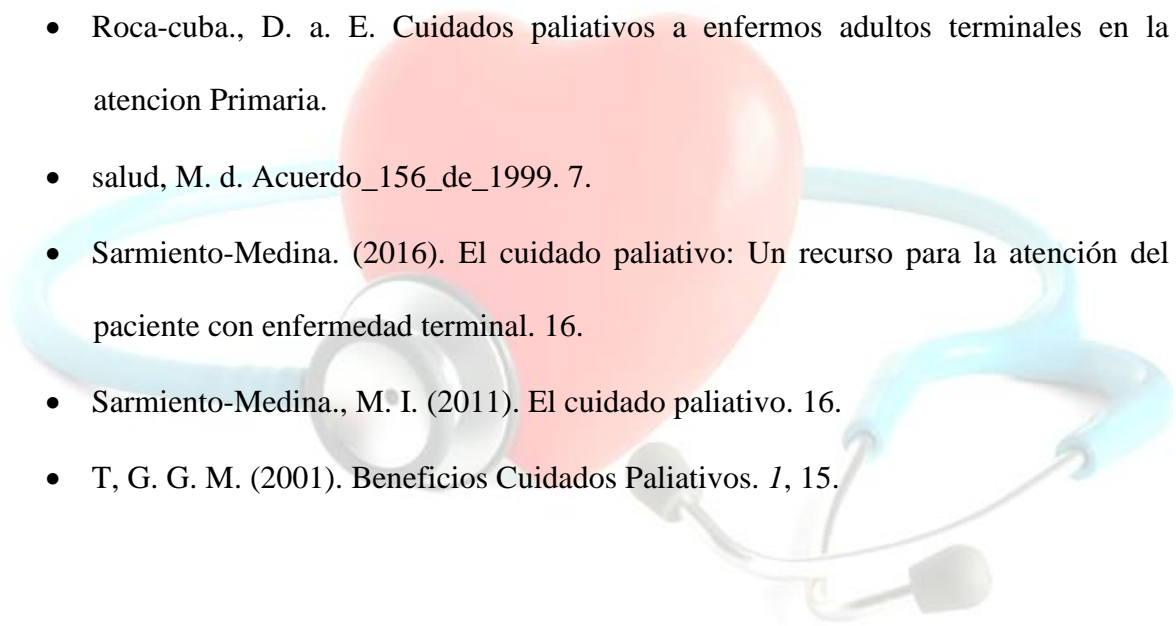 • Roca-cuba., D. a. E. Cuidados paliativos a enfermos adultos terminales en la
atencion Primaria.
• salud, M. d. Acuerdo_156_de_1999. 7.
• Sarmiento-Medina. (2016). El cuidado paliativo: Un recurso para la atención del
paciente con enfermedad terminal. 16.
• Sarmiento-Medina., M. I. (2011). El cuidado paliativo. 16.
• T, G. G. M. (2001). Beneficios Cuidados Paliativos. 1, 15.